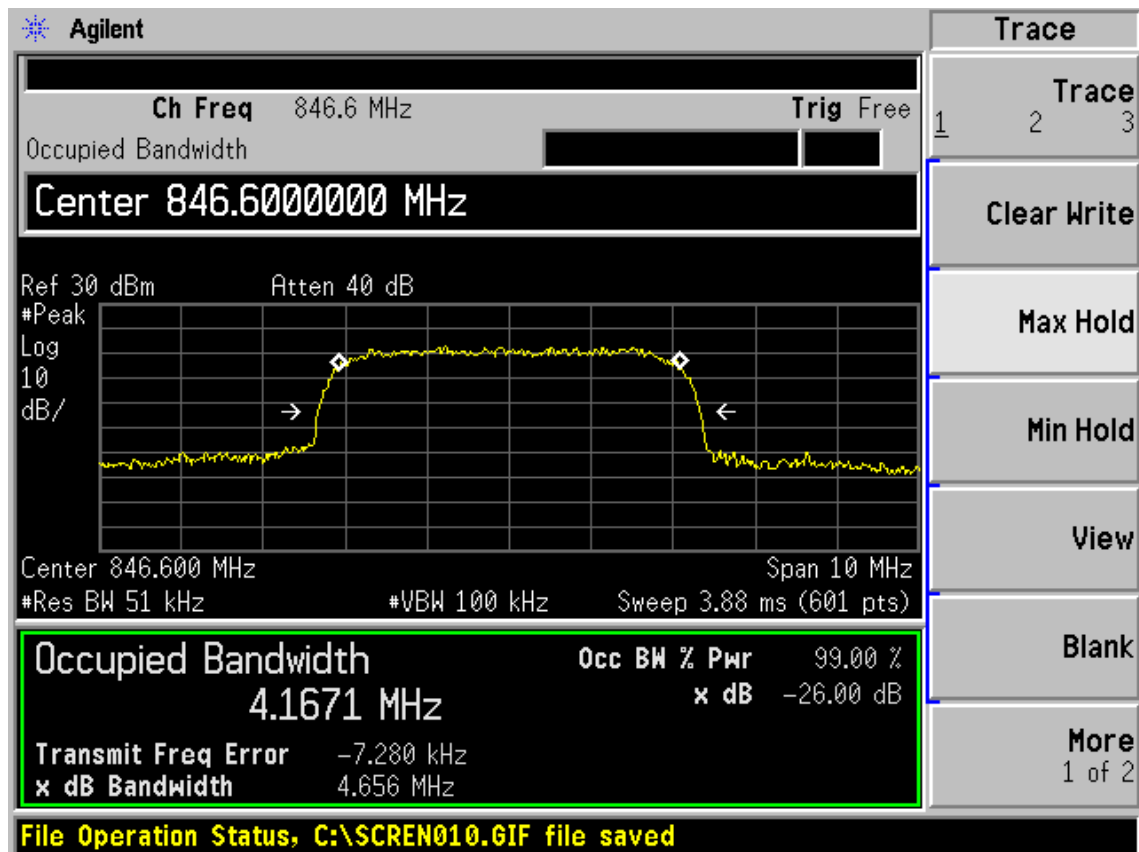 Agilent
Trace
Ch Freq 846.6 MHz
Trig Free
Occupied Bandwidth
Center 846.6000000 MHz
Ref 30 dBm
Atten 40 dB
#Peak
Log
10
dB/
Center 846.600 MHz
Span 10 MHz
#Res BW 51 kHz
#VBW 100 kHz
Sweep 3.88 ms (601 pts)
Occupied Bandwidth
4.1671 MHz
Occ BW % Pwr 99.00 %
x dB -26.00 dB
Transmit Freq Error -7.280 kHz
x dB Bandwidth 4.656 MHz
File Operation Status, C:\SCREN010.GIF file saved
Trace
1 2 3
Clear Write
Max Hold
Min Hold
View
Blank
More
1 of 2